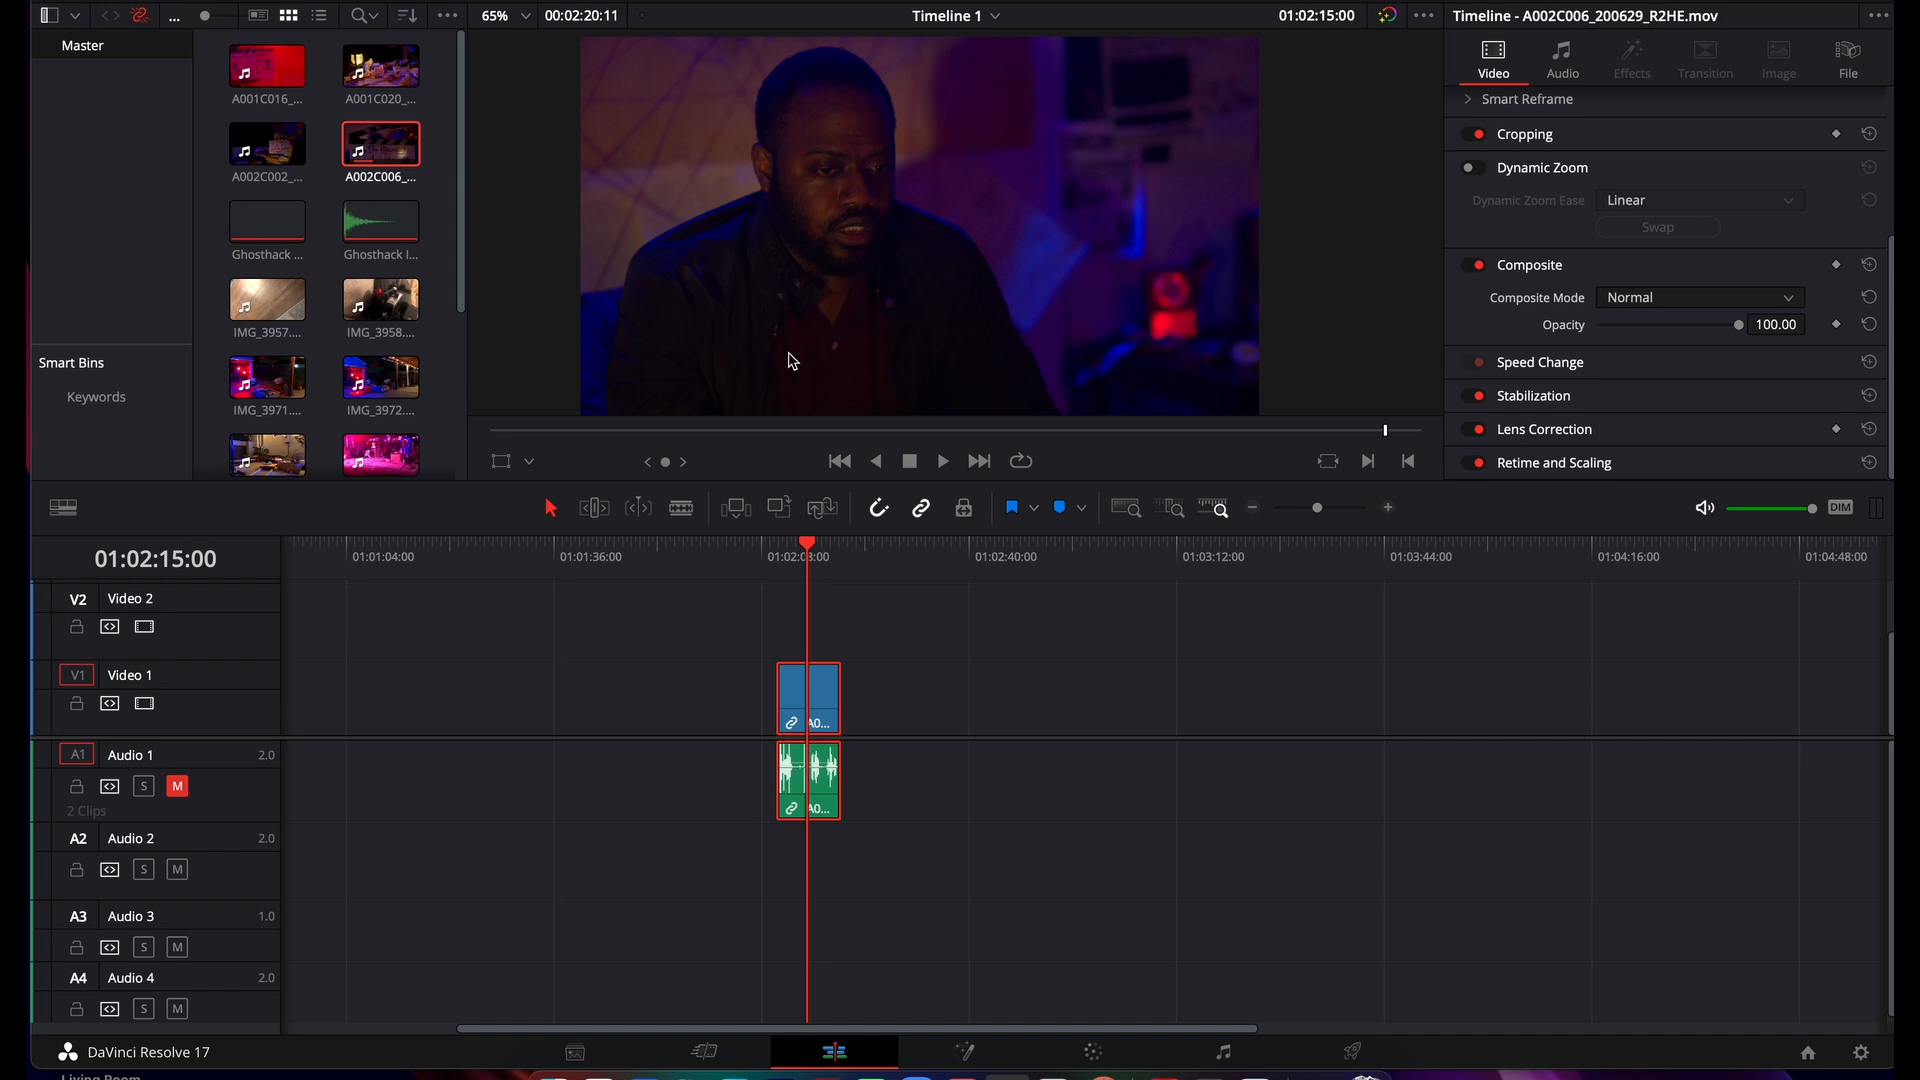 65%
00:02:20:11
Timeline 1
01:02:15:00
Timeline - A002C006_200629_R2HE.mov
Master
A001C016_...
A001C020_...
A002C002_...
A002C006_...
Ghosthack ...
Ghosthack I...
IMG_3957....
IMG_3958....
IMG_3971....
IMG_3972....
Smart Bins
Keywords
Video
Audio
Effects
Transition
Image
File
Smart Reframe
Cropping
Dynamic Zoom
Dynamic Zoom Ease
Linear
Swap
Composite
Composite Mode
Normal
Opacity
100.00
Speed Change
Stabilization
Lens Correction
Retime and Scaling
DIM
01:02:15:00
01:01:04:00
01:01:36:00
01:02:08:00
01:02:40:00
01:03:12:00
01:03:44:00
01:04:16:00
01:04:48:00
V2 Video 2
V1 Video 1
A0...
A1 Audio 1 2.0
S M
2 Clips
A0...
A2 Audio 2 2.0
S M
A3 Audio 3 1.0
S M
A4 Audio 4 2.0
S M
DaVinci Resolve 17